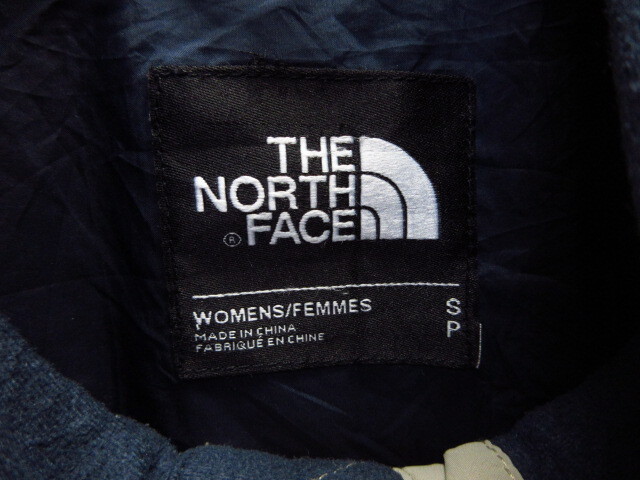 THE
NORTH
® FACE
WOMENS/FEMMES S
MADE IN CHINA P
FABRIQUÉ EN CHINE